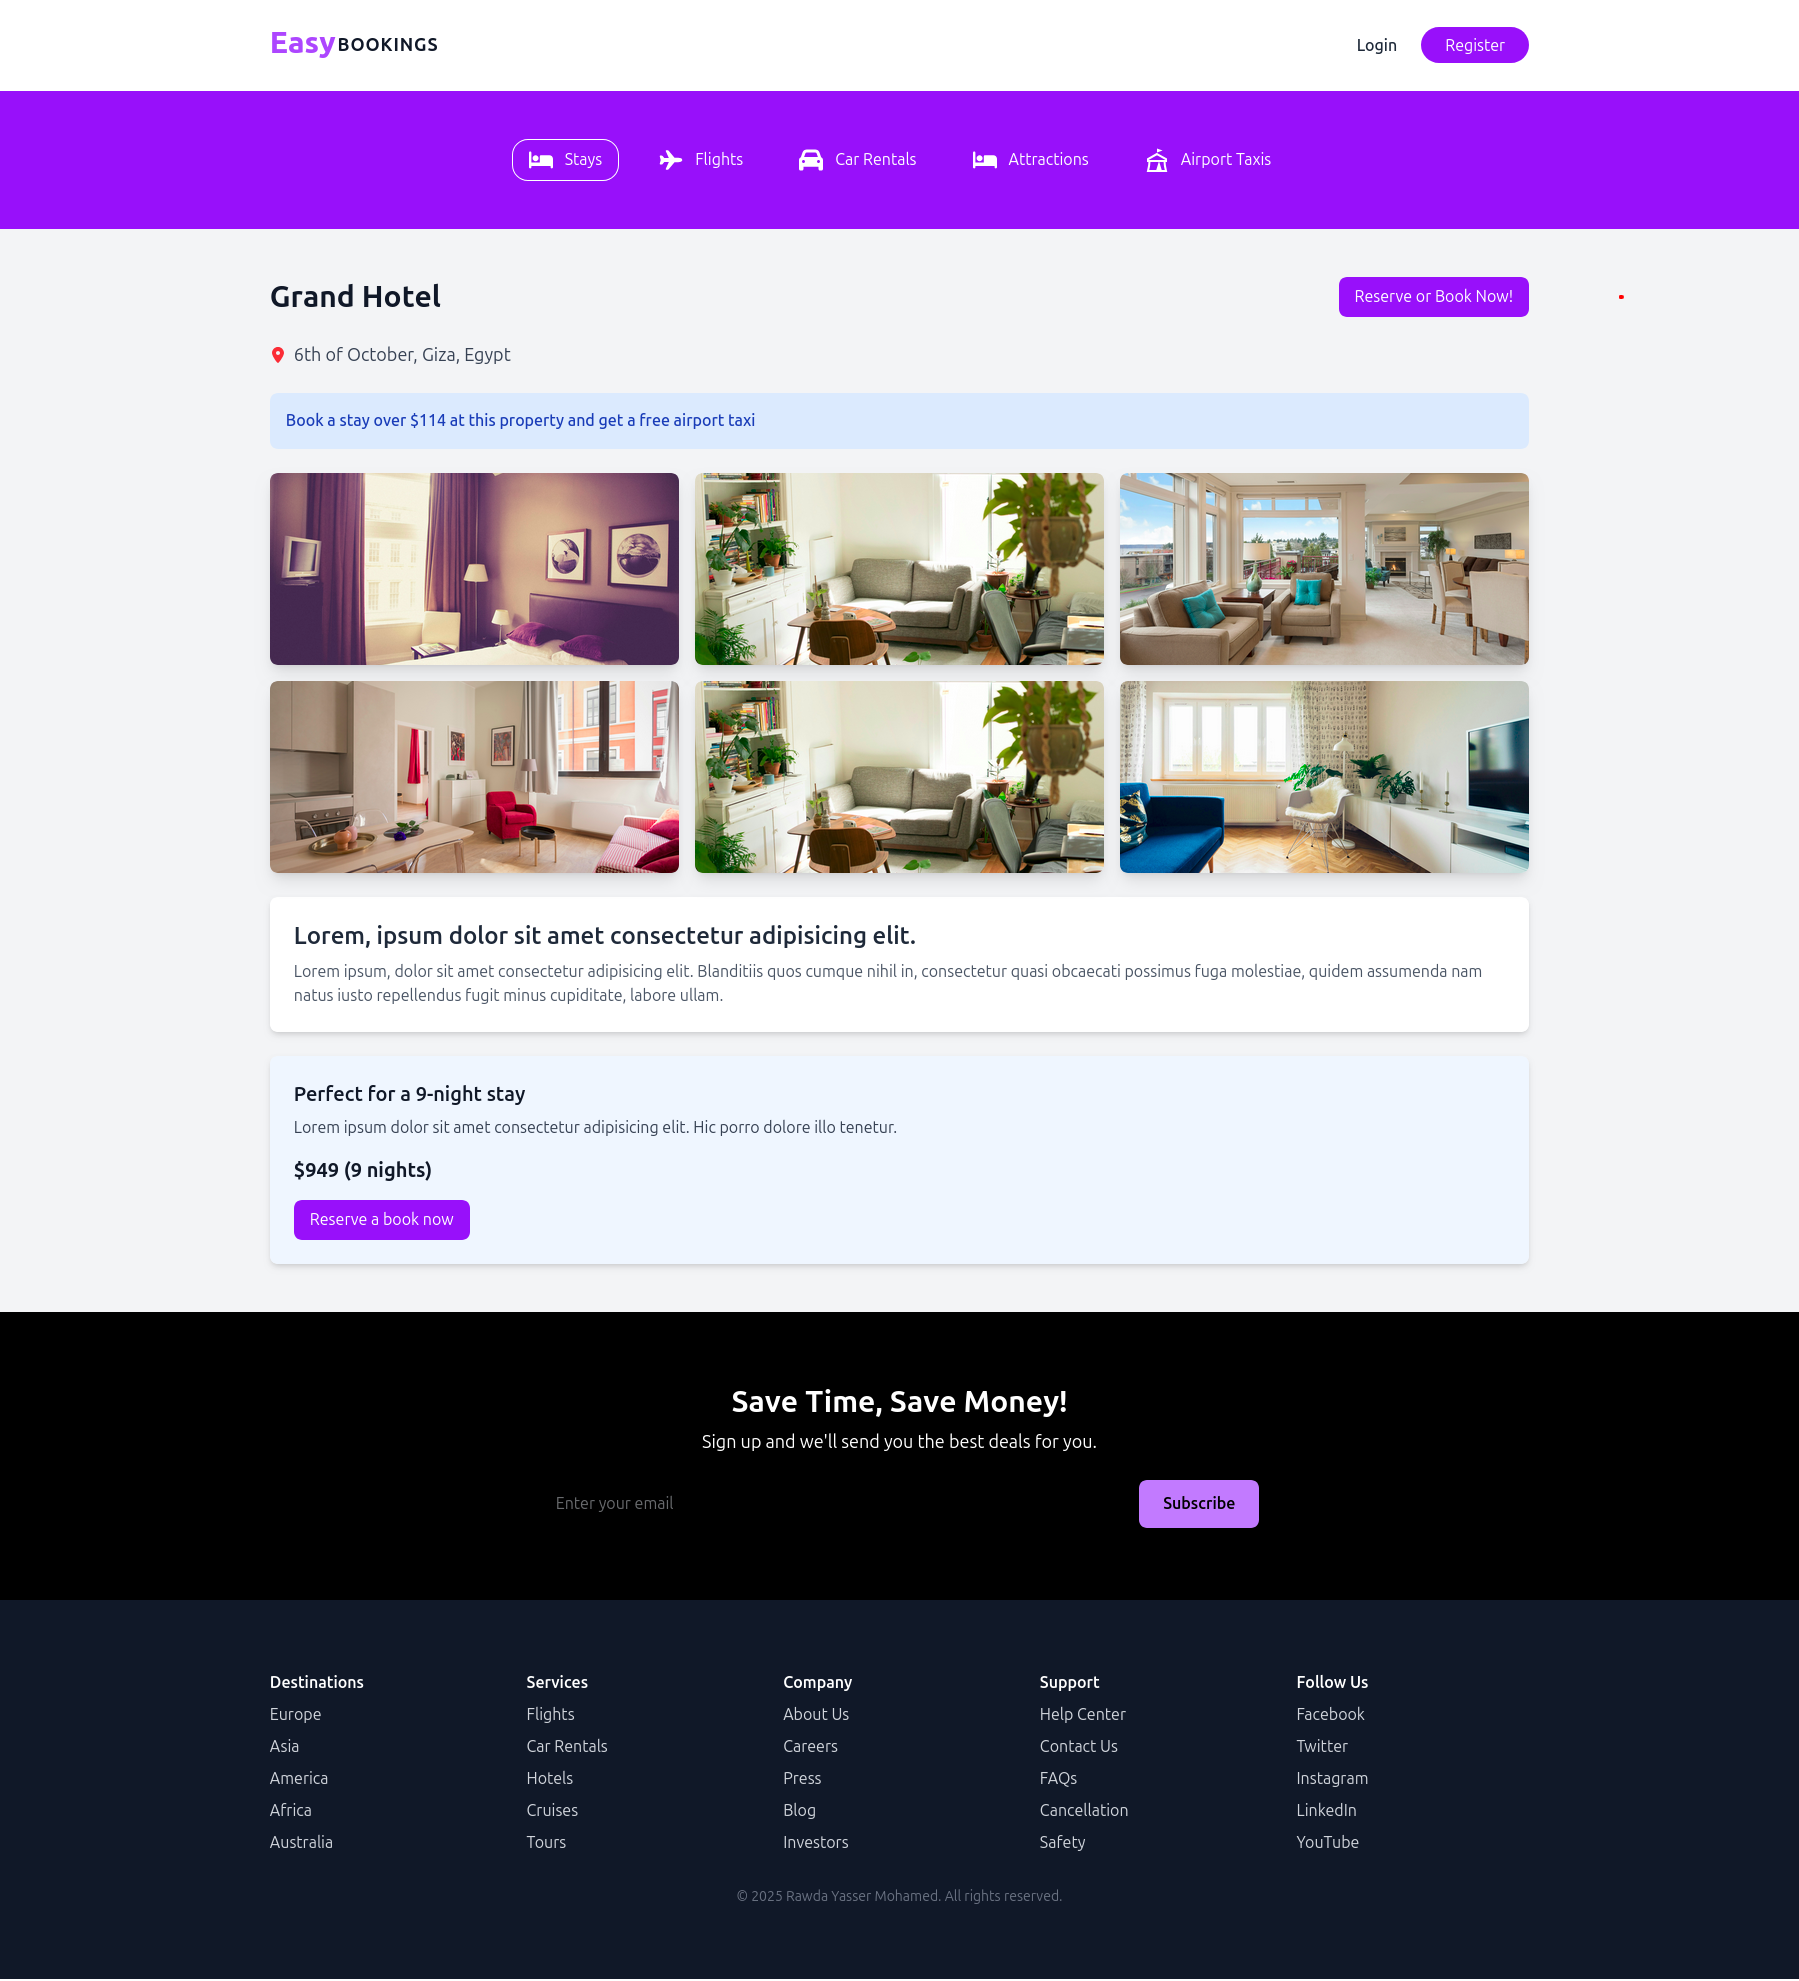 EasyBOOKINGS
Login
Register
Stays
Flights
Car Rentals
Attractions
Airport Taxis
Grand Hotel
Reserve or Book Now!
6th of October, Giza, Egypt
Book a stay over $114 at this property and get a free airport taxi
Lorem, ipsum dolor sit amet consectetur adipisicing elit.
Lorem ipsum, dolor sit amet consectetur adipisicing elit. Blanditiis quos cumque nihil in, consectetur quasi obcaecati possimus fuga molestiae, quidem assumenda nam
natus iusto repellendus fugit minus cupiditate, labore ullam.
Perfect for a 9-night stay
Lorem ipsum dolor sit amet consectetur adipisicing elit. Hic porro dolore illo tenetur.
$949 (9 nights)
Reserve a book now
Save Time, Save Money!
Sign up and we'll send you the best deals for you.
Enter your email
Subscribe
Destinations
Europe
Asia
America
Africa
Australia
Services
Flights
Car Rentals
Hotels
Cruises
Tours
Company
About Us
Careers
Press
Blog
Investors
Support
Help Center
Contact Us
FAQs
Cancellation
Safety
Follow Us
Facebook
Twitter
Instagram
LinkedIn
YouTube
© 2025 Rawda Yasser Mohamed. All rights reserved.